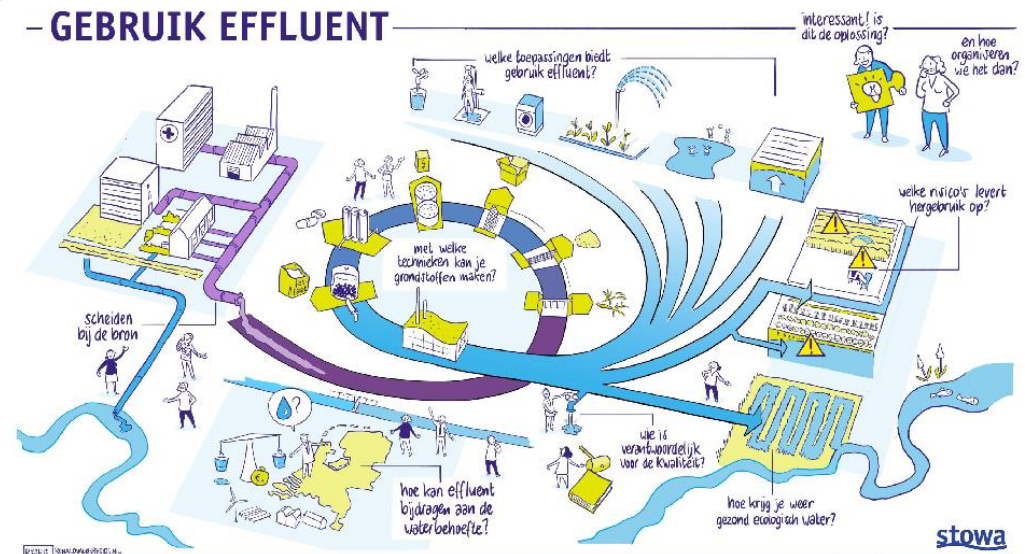 GEBRUIK EFFLUENT
interessant! is
dit de oplossing?
en hoe
organiseren
we het dan?
welke toepassingen biedt
gebruik effluent?
welke risico's levert
hergebruik op?
met welke
technieken kan je
grondstoffen maken?
scheiden
bij de bron
?
wie is
verantwoordelijk
voor de kwaliteit?
hoe kan effluent
bijdragen aan de
waterbehoefte?
hoe krijg je weer
gezond ecologisch water?
stowa